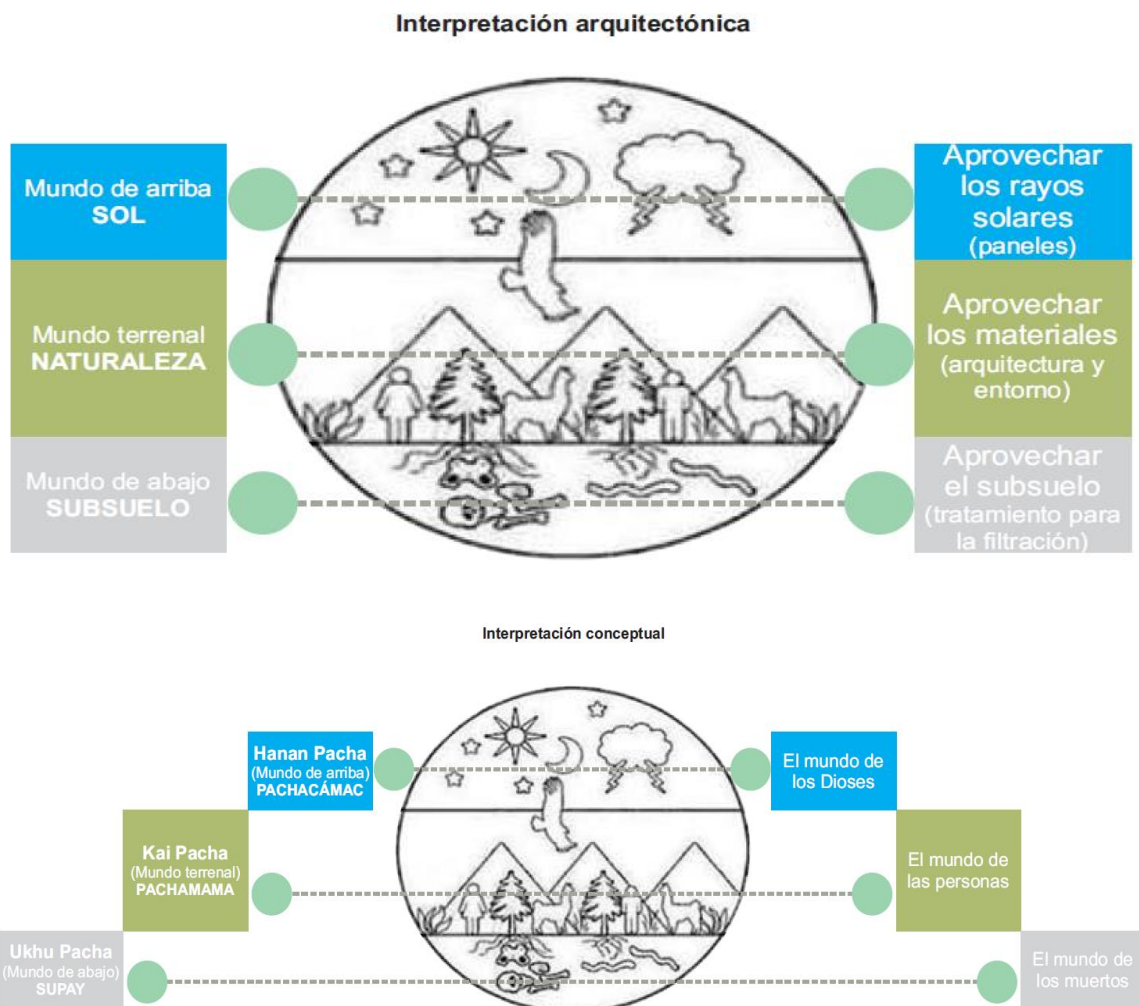 Interpretación arquitectónica
Mundo de arriba
SOL
Aprovechar
los rayos
solares
(paneles)
Mundo terrenal
NATURALEZA
Aprovechar
los materiales
(arquitectura y
entorno)
Mundo de abajo
SUBSUELO
Aprovechar
el subsuelo
(tratamiento para
la filtración)
Interpretación conceptual
Hanan Pacha
(Mundo de arriba)
PACHACÁMAC
El mundo de
los Dioses
Kai Pacha
(Mundo terrenal)
PACHAMAMA
El mundo de
las personas
Ukhu Pacha
(Mundo de abajo)
SUPAY
El mundo de
los muertos